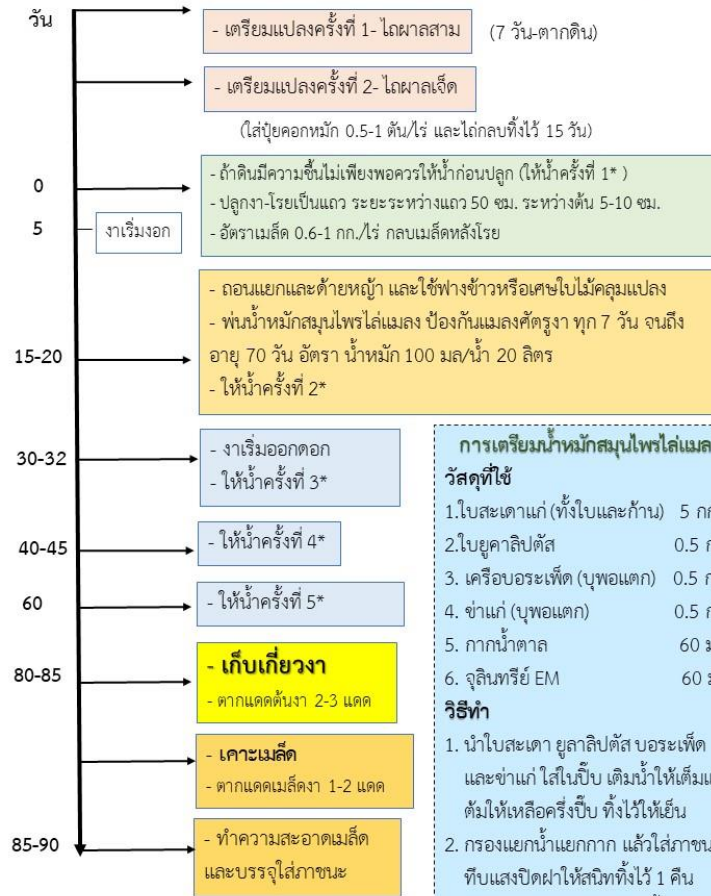 วัน
- เตรียมแปลงครั้งที่ 1- ไถผาลสาม (7 วัน-ตากดิน)
- เตรียมแปลงครั้งที่ 2- ไถผาลเจ็ด
(ใส่ปุ๋ยคอกหมัก 0.5-1 ตัน/ไร่ และไถ่กลบทิ้งไว้ 15 วัน)
0
- ถ้าดินมีความชื้นไม่เพียงพอควรให้น้ำก่อนปลูก (ให้น้ำครั้งที่ 1* )
- ปลูกงา-โรยเป็นแถว ระยะระหว่างแถว 50 ซม. ระหว่างต้น 5-10 ซม.
- อัตราเมล็ด 0.6-1 กก./ไร่ กลบเมล็ดหลังโรย
5
งาเริ่มงอก
15-20
- ถอนแยกและด้ายหญ้า และใช้ฟางข้าวหรือเศษใบไม้คลุมแปลง
- พ่นน้ำหมักสมุนไพรไล่แมลง ป้องกันแมลงศัตรูงา ทุก 7 วัน จนถึง
อายุ 70 วัน อัตรา น้ำหมัก 100 มล/น้ำ 20 ลิตร
- ให้น้ำครั้งที่ 2*
30-32
- งาเริ่มออกดอก
- ให้น้ำครั้งที่ 3*
40-45
- ให้น้ำครั้งที่ 4*
60
- ให้น้ำครั้งที่ 5*
80-85
- เก็บเกี่ยวงา
- ตากแดดต้นงา 2-3 แดด
- เคาะเมล็ด
- ตากแดดเมล็ดงา 1-2 แดด
85-90
- ทำความสะอาดเมล็ด
และบรรจุใส่ภาชนะ
การเตรียมน้ำหมักสมุนไพรไล่แมล
วัสดุที่ใช้
1.ใบสะเดาแก่ (ทั้งใบและก้าน) 5 กก
2.ใบยูคาลิปตัส 0.5 ก
3. เครือบอระเพ็ด (บุพอแตก) 0.5 ก
4. ข่าแก่ (บุพอแตก) 0.5 ก
5. กากน้ำตาล 60 ม
6. จุลินทรีย์ EM 60 ม
วิธีทำ
1. นำใบสะเดา ยูลาลิปตัส บอระเพ็ด
และข่าแก่ ใส่ในปี๊บ เติมน้ำให้เต็มแ
ต้มให้เหลือครึ่งปี๊บ ทิ้งไว้ให้เย็น
2. กรองแยกน้ำแยกกาก แล้วใส่ภาชน
ทึบแสงปิดฝาให้สนิททิ้งไว้ 1 คืน